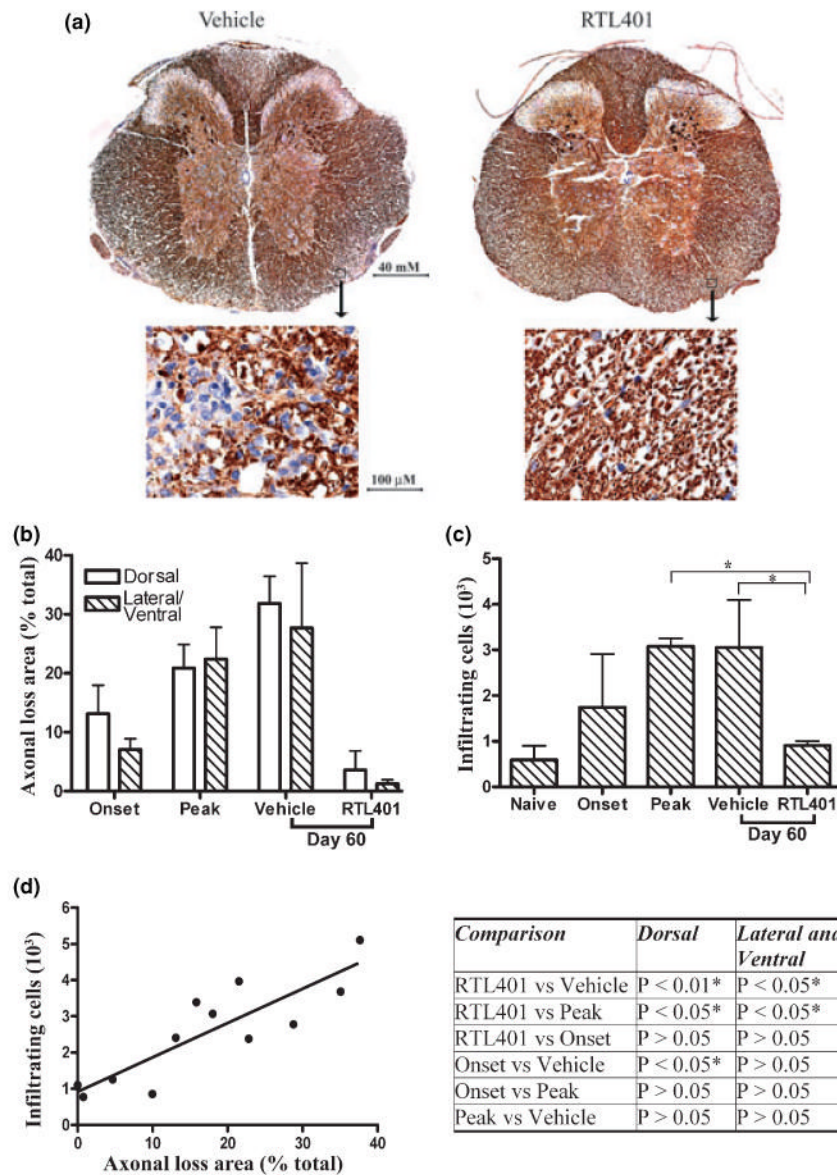 (a)
Vehicle
RTL401
40 mM
100 µM
(b)
Axonal loss area (% total)
40
30
20
10
0
Dorsal
Lateral/
Ventral
Onset Peak Vehicle RTL401
Day 60
(c)
Infiltrating cells (10³)
5
4
3
2
1
0
*
*
Naive Onset Peak Vehicle RTL401
Day 60
(d)
Infiltrating cells (10³)
6
5
4
3
2
1
0
0 10 20 30 40
Axonal loss area (% total)
Comparison Dorsal Lateral and
Ventral
RTL401 vs Vehicle P < 0.01* P < 0.05*
RTL401 vs Peak P < 0.05* P < 0.05*
RTL401 vs Onset P > 0.05 P > 0.05
Onset vs Vehicle P < 0.05* P > 0.05
Onset vs Peak P > 0.05 P > 0.05
Peak vs Vehicle P > 0.05 P > 0.05